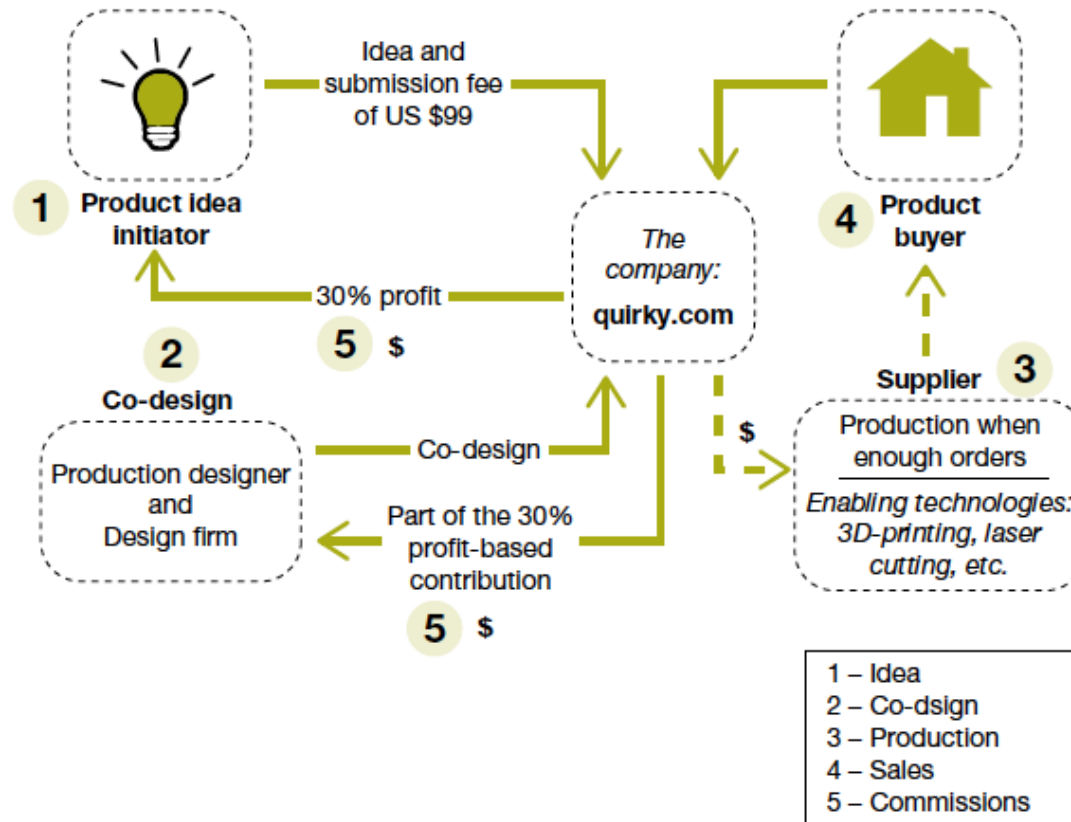 Idea and
submission fee
of US $99
1
Product idea
initiator
The
company:
quirky.com
4
Product
buyer
30% profit
5 $
2
Co-design
Production designer
and
Design firm
Co-design
Part of the 30%
profit-based
contribution
5 $
$
Supplier
3
Production when
enough orders
Enabling technologies:
3D-printing, laser
cutting, etc.
1 – Idea
2 – Co-dsign
3 – Production
4 – Sales
5 – Commissions